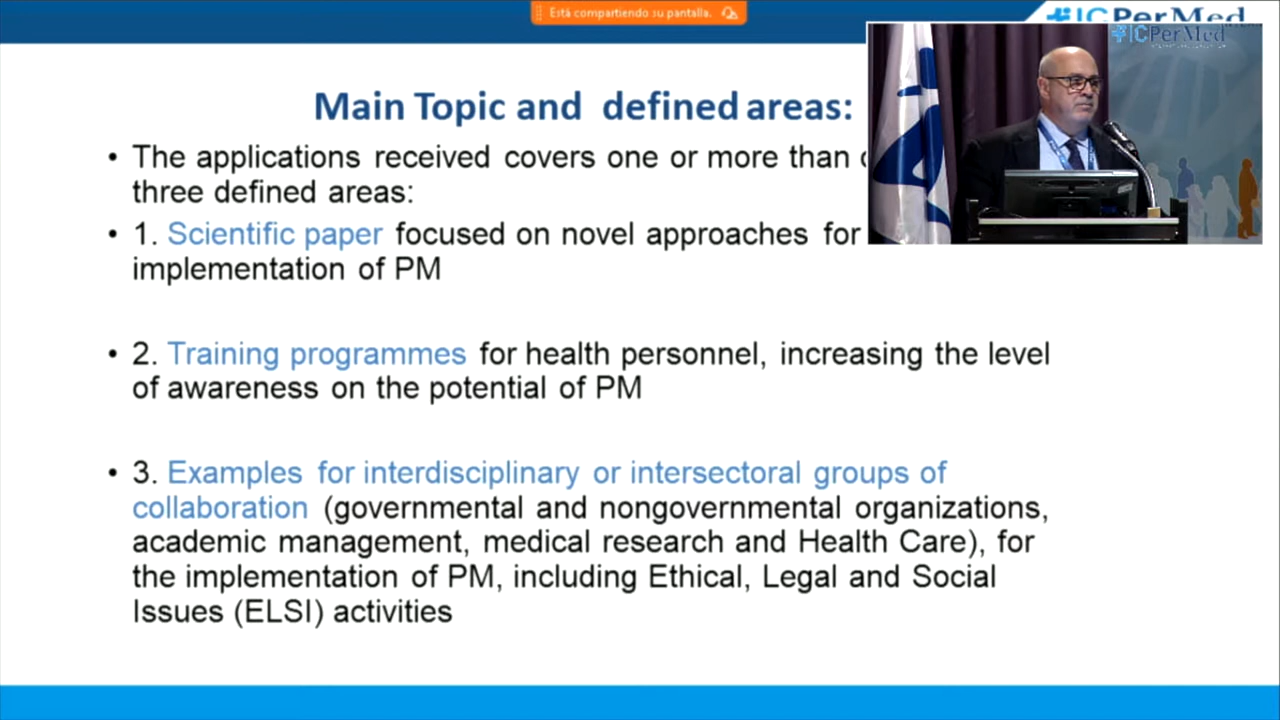 Está compartiendo su pantalla.
ICPerMed
ICPerMed
Main Topic and defined areas:
• The applications received covers one or more than
three defined areas:
• 1. Scientific paper focused on novel approaches for
implementation of PM
• 2. Training programmes for health personnel, increasing the level
of awareness on the potential of PM
• 3. Examples for interdisciplinary or intersectoral groups of
collaboration (governmental and nongovernmental organizations,
academic management, medical research and Health Care), for
the implementation of PM, including Ethical, Legal and Social
Issues (ELSI) activities